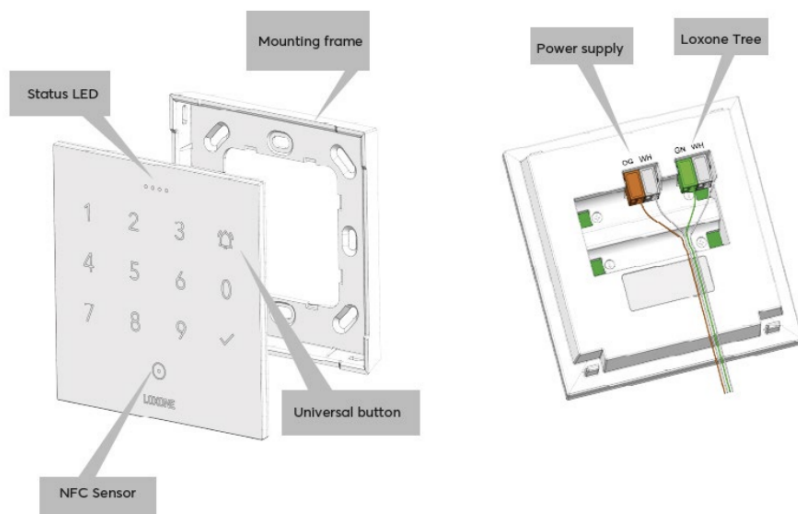 Mounting frame
Status LED
1 2 3
4 5 6 0
7 8 9
LOXONE
Universal button
NFC Sensor
Power supply
Loxone Tree
OG WH
GN WH